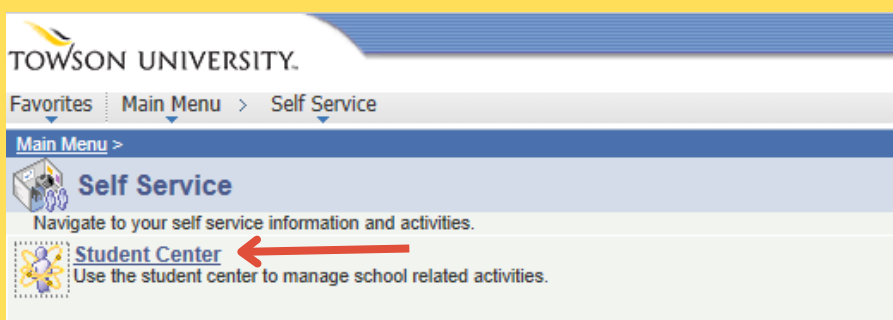 TOWSON UNIVERSITY.
Favorites Main Menu > Self Service
Main Menu >
Self Service
Navigate to your self service information and activities.
Student Center
Use the student center to manage school related activities.